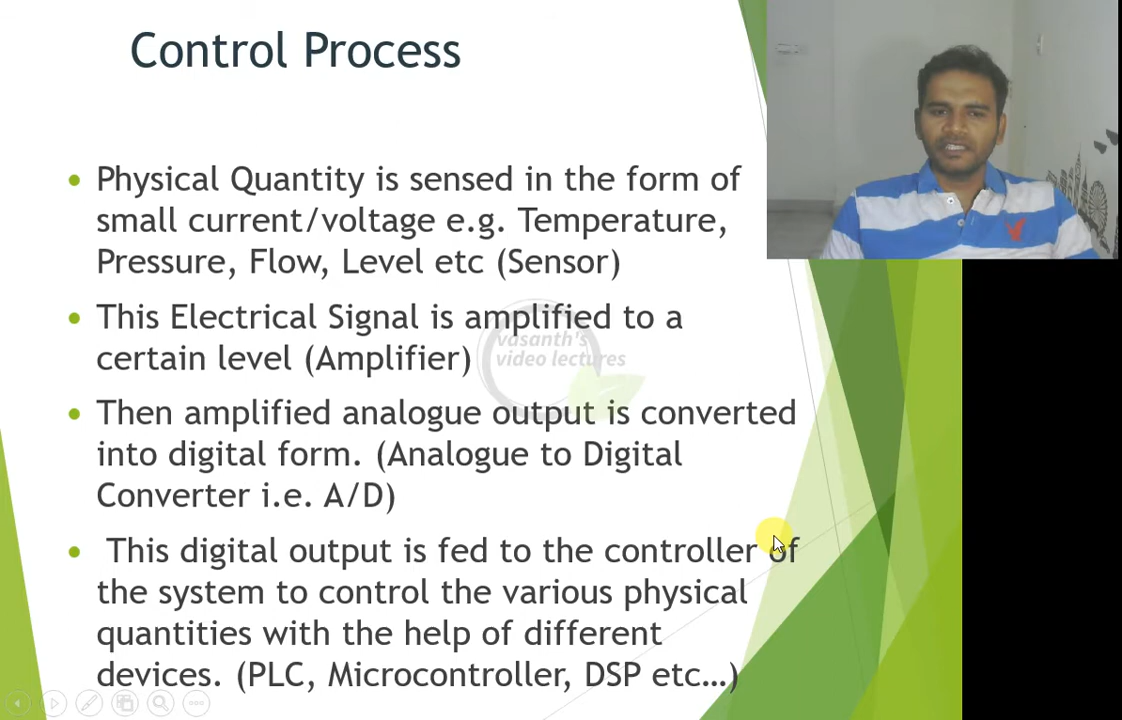 Control Process
• Physical Quantity is sensed in the form of
small current/voltage e.g. Temperature,
Pressure, Flow, Level etc (Sensor)
• This Electrical Signal is amplified to a
certain level (Amplifier)
vasanth's
video lectures
• Then amplified analogue output is converted
into digital form. (Analogue to Digital
Converter i.e. A/D)
• This digital output is fed to the controller of
the system to control the various physical
quantities with the help of different
devices. (PLC, Microcontroller, DSP etc…)